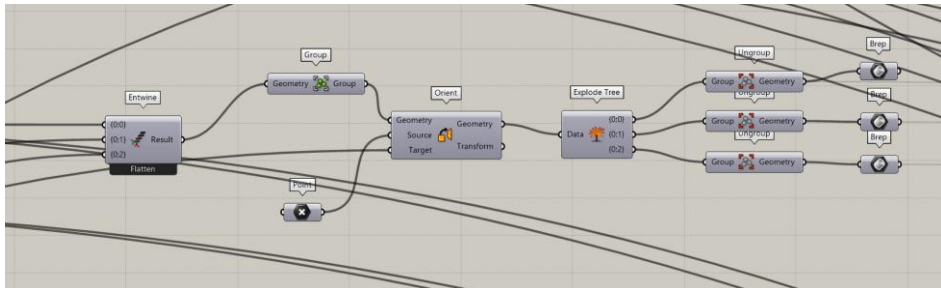 Group
Geometry Group
Entwine
{0;0}
{0;1} Result
{0;2}
Flatten
Point
Orient
Geometry Geometry
Source
Target Transform
Explode Tree
{0;0}
Data {0;1}
{0;2}
Ungroup
Group Geometry
Ungroup
Group Geometry
Ungroup
Group Geometry
Brep
Brep
Brep